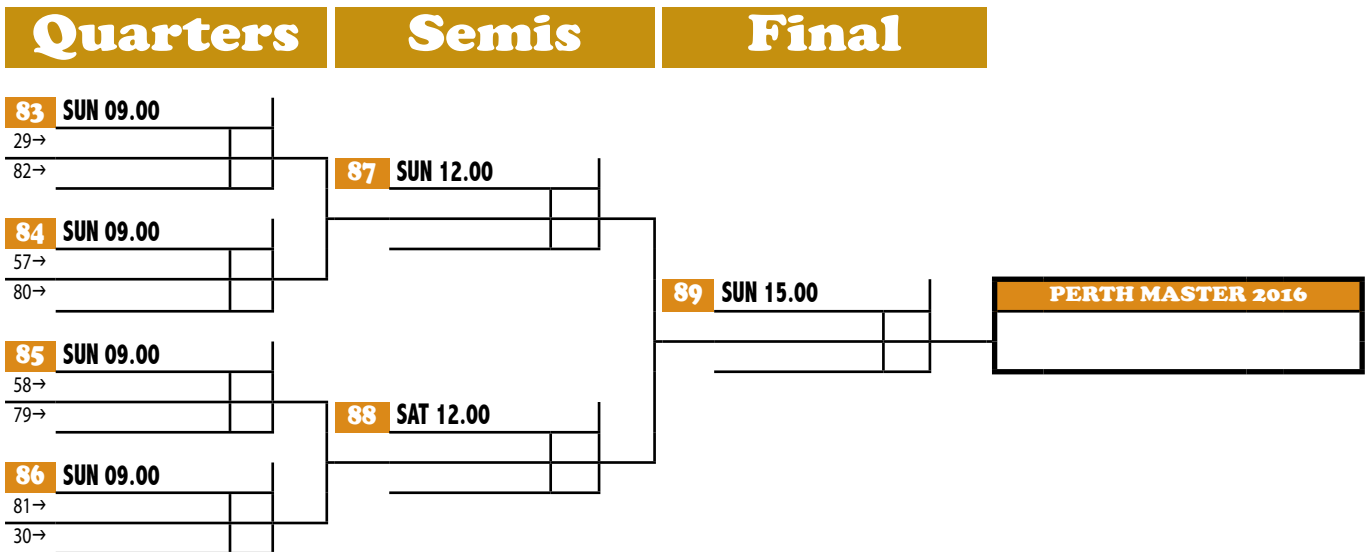 Quarters
Semis
Final
83 SUN 09.00
29→
82→
84 SUN 09.00
57→
80→
85 SUN 09.00
58→
79→
86 SUN 09.00
81→
30→
87 SUN 12.00
88 SAT 12.00
89 SUN 15.00
PERTH MASTER 2016